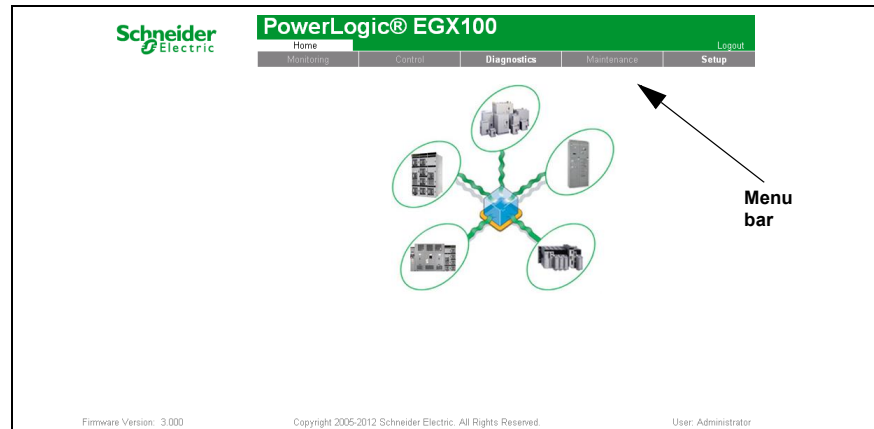 Schneider
Electric
PowerLogic® EGX100
Home
Logout
Monitoring Control Diagnostics Maintenance Setup
Menu
bar
Firmware Version: 3.000 Copyright 2005-2012 Schneider Electric. All Rights Reserved. User: Administrator